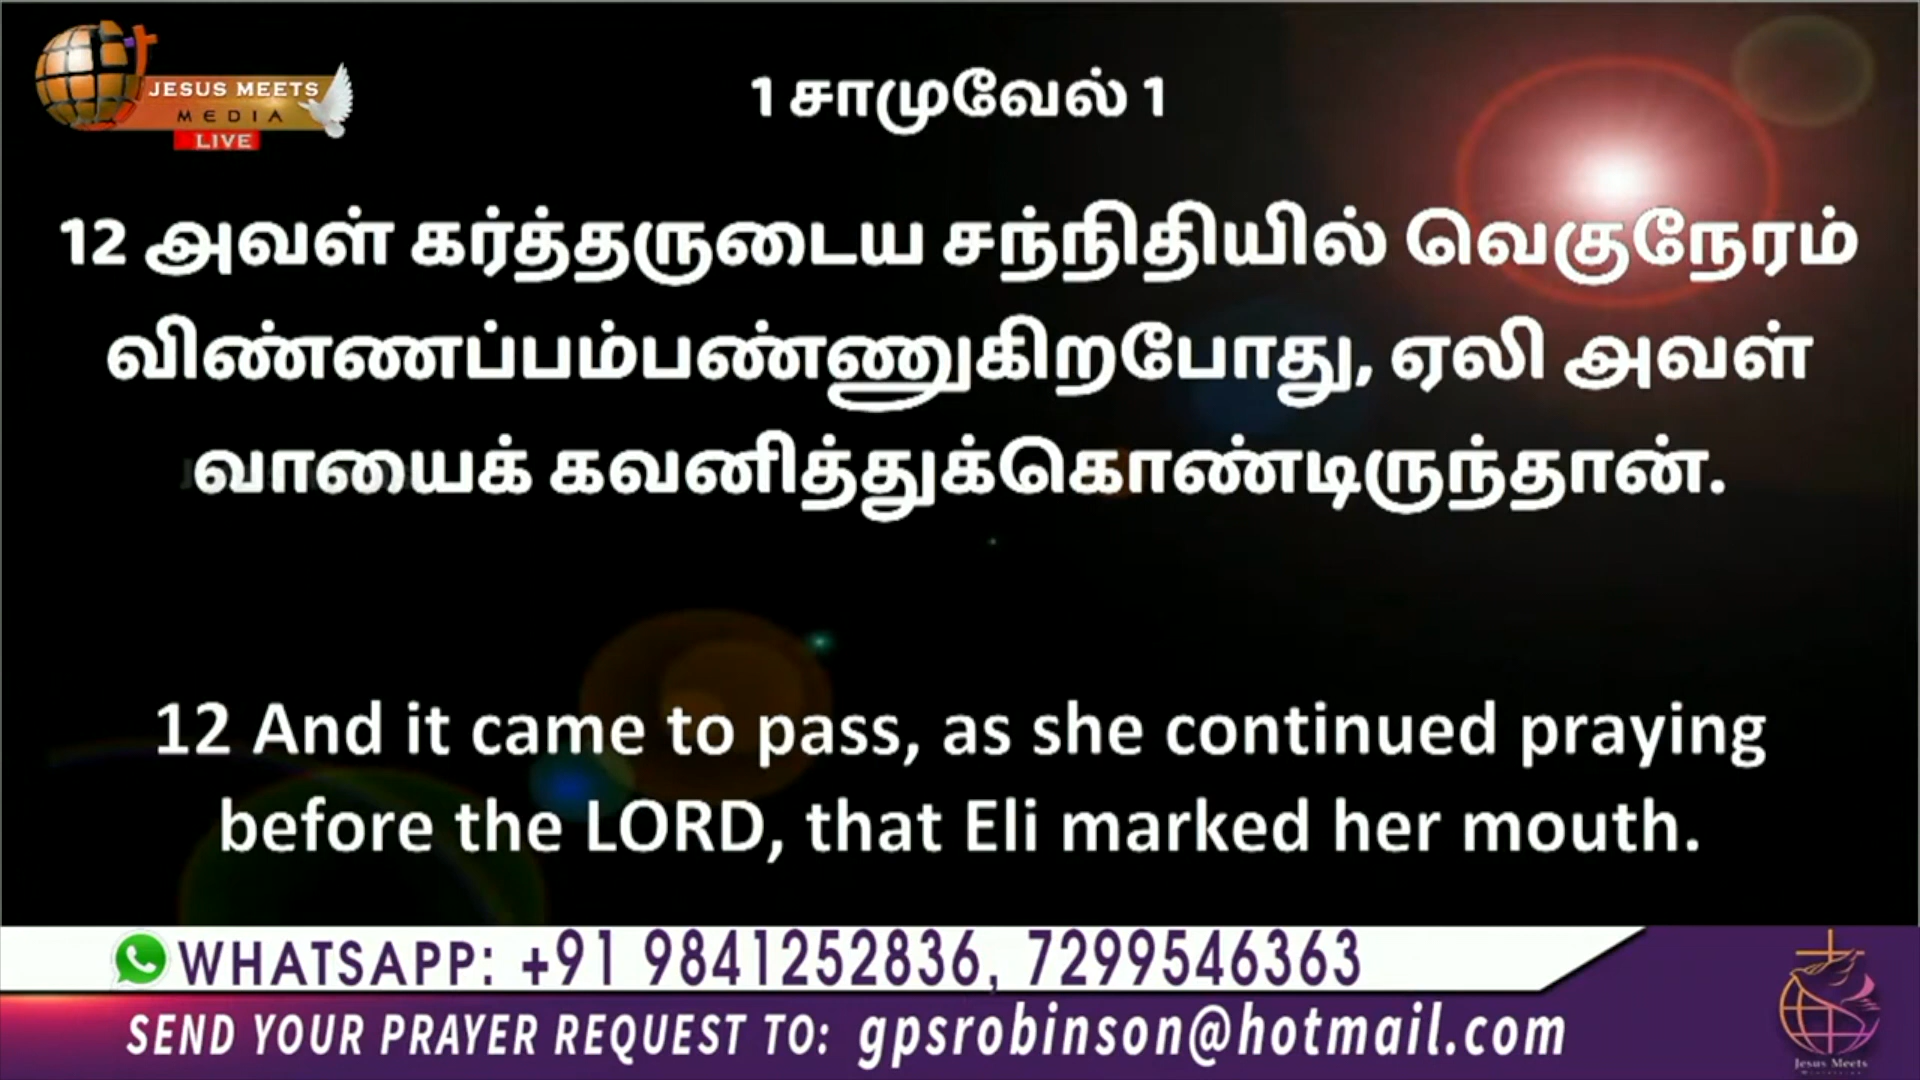 JESUS MEETS
MEDIA
LIVE
1 சாமுவேல் 1
12 அவள் கர்த்தருடைய சந்நிதியில் வெகுநேரம்
விண்ணப்பம்பண்ணுகிறபோது, ஏலி அவள்
வாயைக் கவனித்துக்கொண்டிருந்தான்.
12 And it came to pass, as she continued praying
before the LORD, that Eli marked her mouth.
WHATSAPP: +91 9841252836, 7299546363
SEND YOUR PRAYER REQUEST TO: gpsrobinson@hotmail.com
Jesus Meets